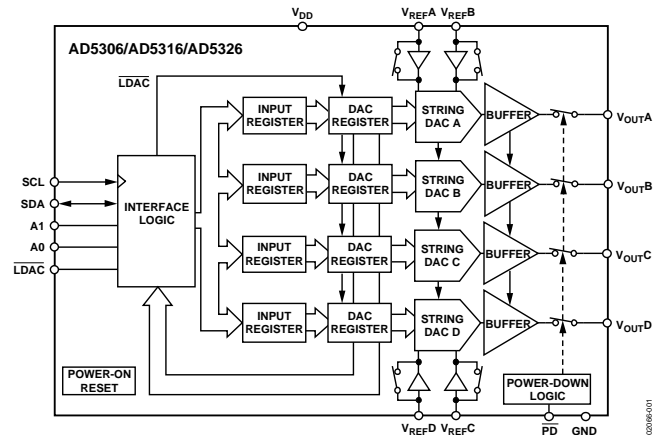 VDD
VREFA
VREFB
AD5306/AD5316/AD5326
LDAC
INPUT
REGISTER
DAC
REGISTER
STRING
DAC A
BUFFER
VOUTA
INPUT
REGISTER
DAC
REGISTER
STRING
DAC B
BUFFER
VOUTB
SCL
SDA
A1
A0
LDAC
INTERFACE
LOGIC
INPUT
REGISTER
DAC
REGISTER
STRING
DAC C
BUFFER
VOUTC
INPUT
REGISTER
DAC
REGISTER
STRING
DAC D
BUFFER
VOUTD
POWER-ON
RESET
POWER-DOWN
LOGIC
VREFD
VREFC
PD
GND
02066-001